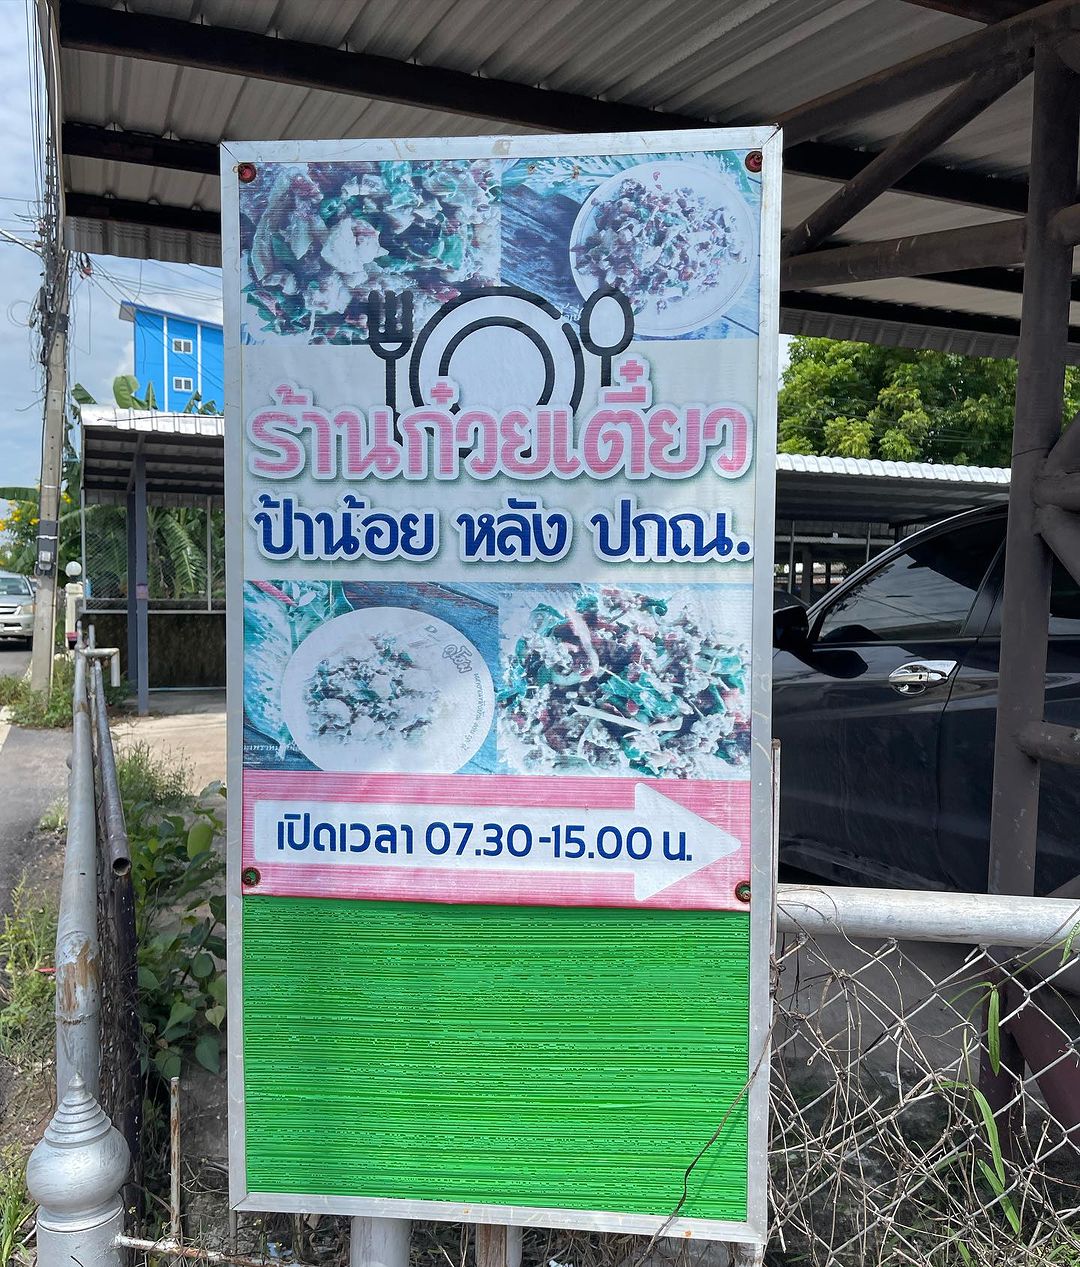 ร้านก๋วยเตี๋ยว
ป้าน้อย หลัง ปกณ.
เปิดเวลา 07.30-15.00 น.